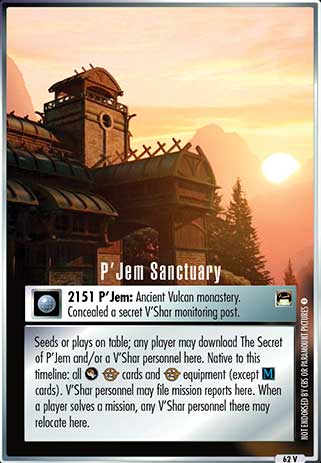 P'Jem Sanctuary
2151 P'Jem: Ancient Vulcan monastery.
Concealed a secret V'Shar monitoring post.
Seeds or plays on table; any player may download The Secret
of P'Jem and/or a V'Shar personnel here. Native to this
timeline: all cards and equipment (except M
cards). V'Shar personnel may file mission reports here. When
a player solves a mission, any V'Shar personnel there may
relocate here.
NOT ENDORSED BY CBS OR PARAMOUNT PICTURES
62 V